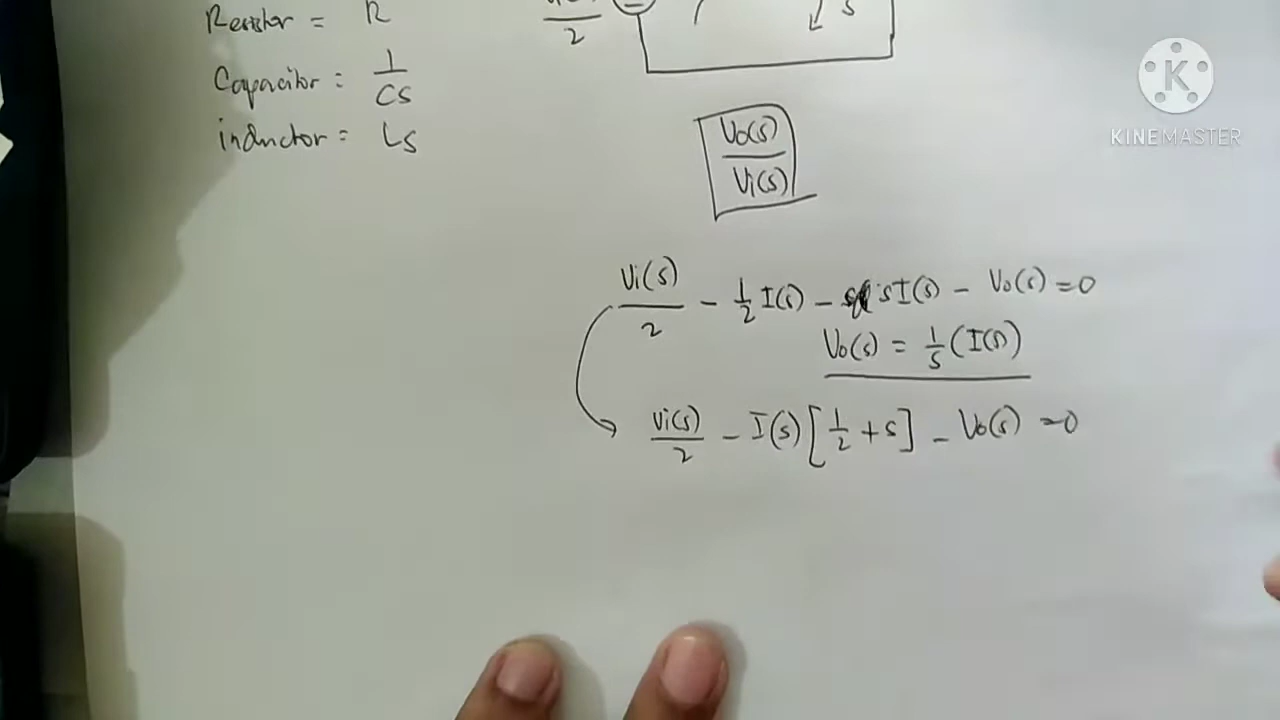 Resistor = R
Capacitor = 1/CS
inductor = LS
2
S
Vo(s)/Vi(s)
KINEMASTER
Vi(s)/2 - 1/2 I(s) - sI(s) - Vo(s) = 0
Vo(s) = 1/s (I(s))
Vi(s)/2 - I(s) [1/2 + s] - Vo(s) = 0